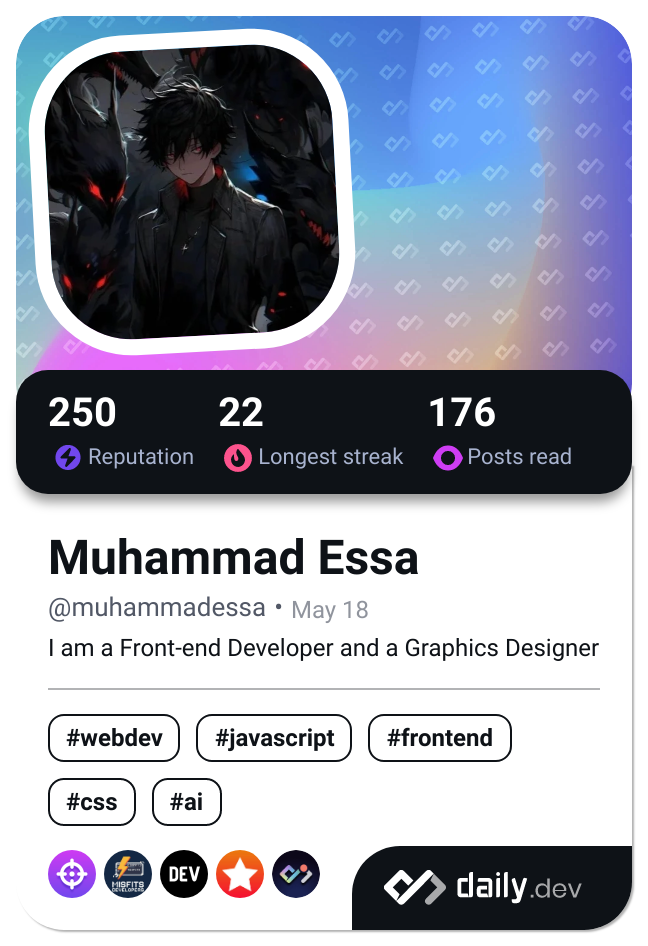 250 22 176
Reputation Longest streak Posts read
Muhammad Essa
@muhammadessa • May 18
I am a Front-end Developer and a Graphics Designer
#webdev #javascript #frontend
#css #ai
MISFITS
DEVELOPERS
DEV
daily.dev